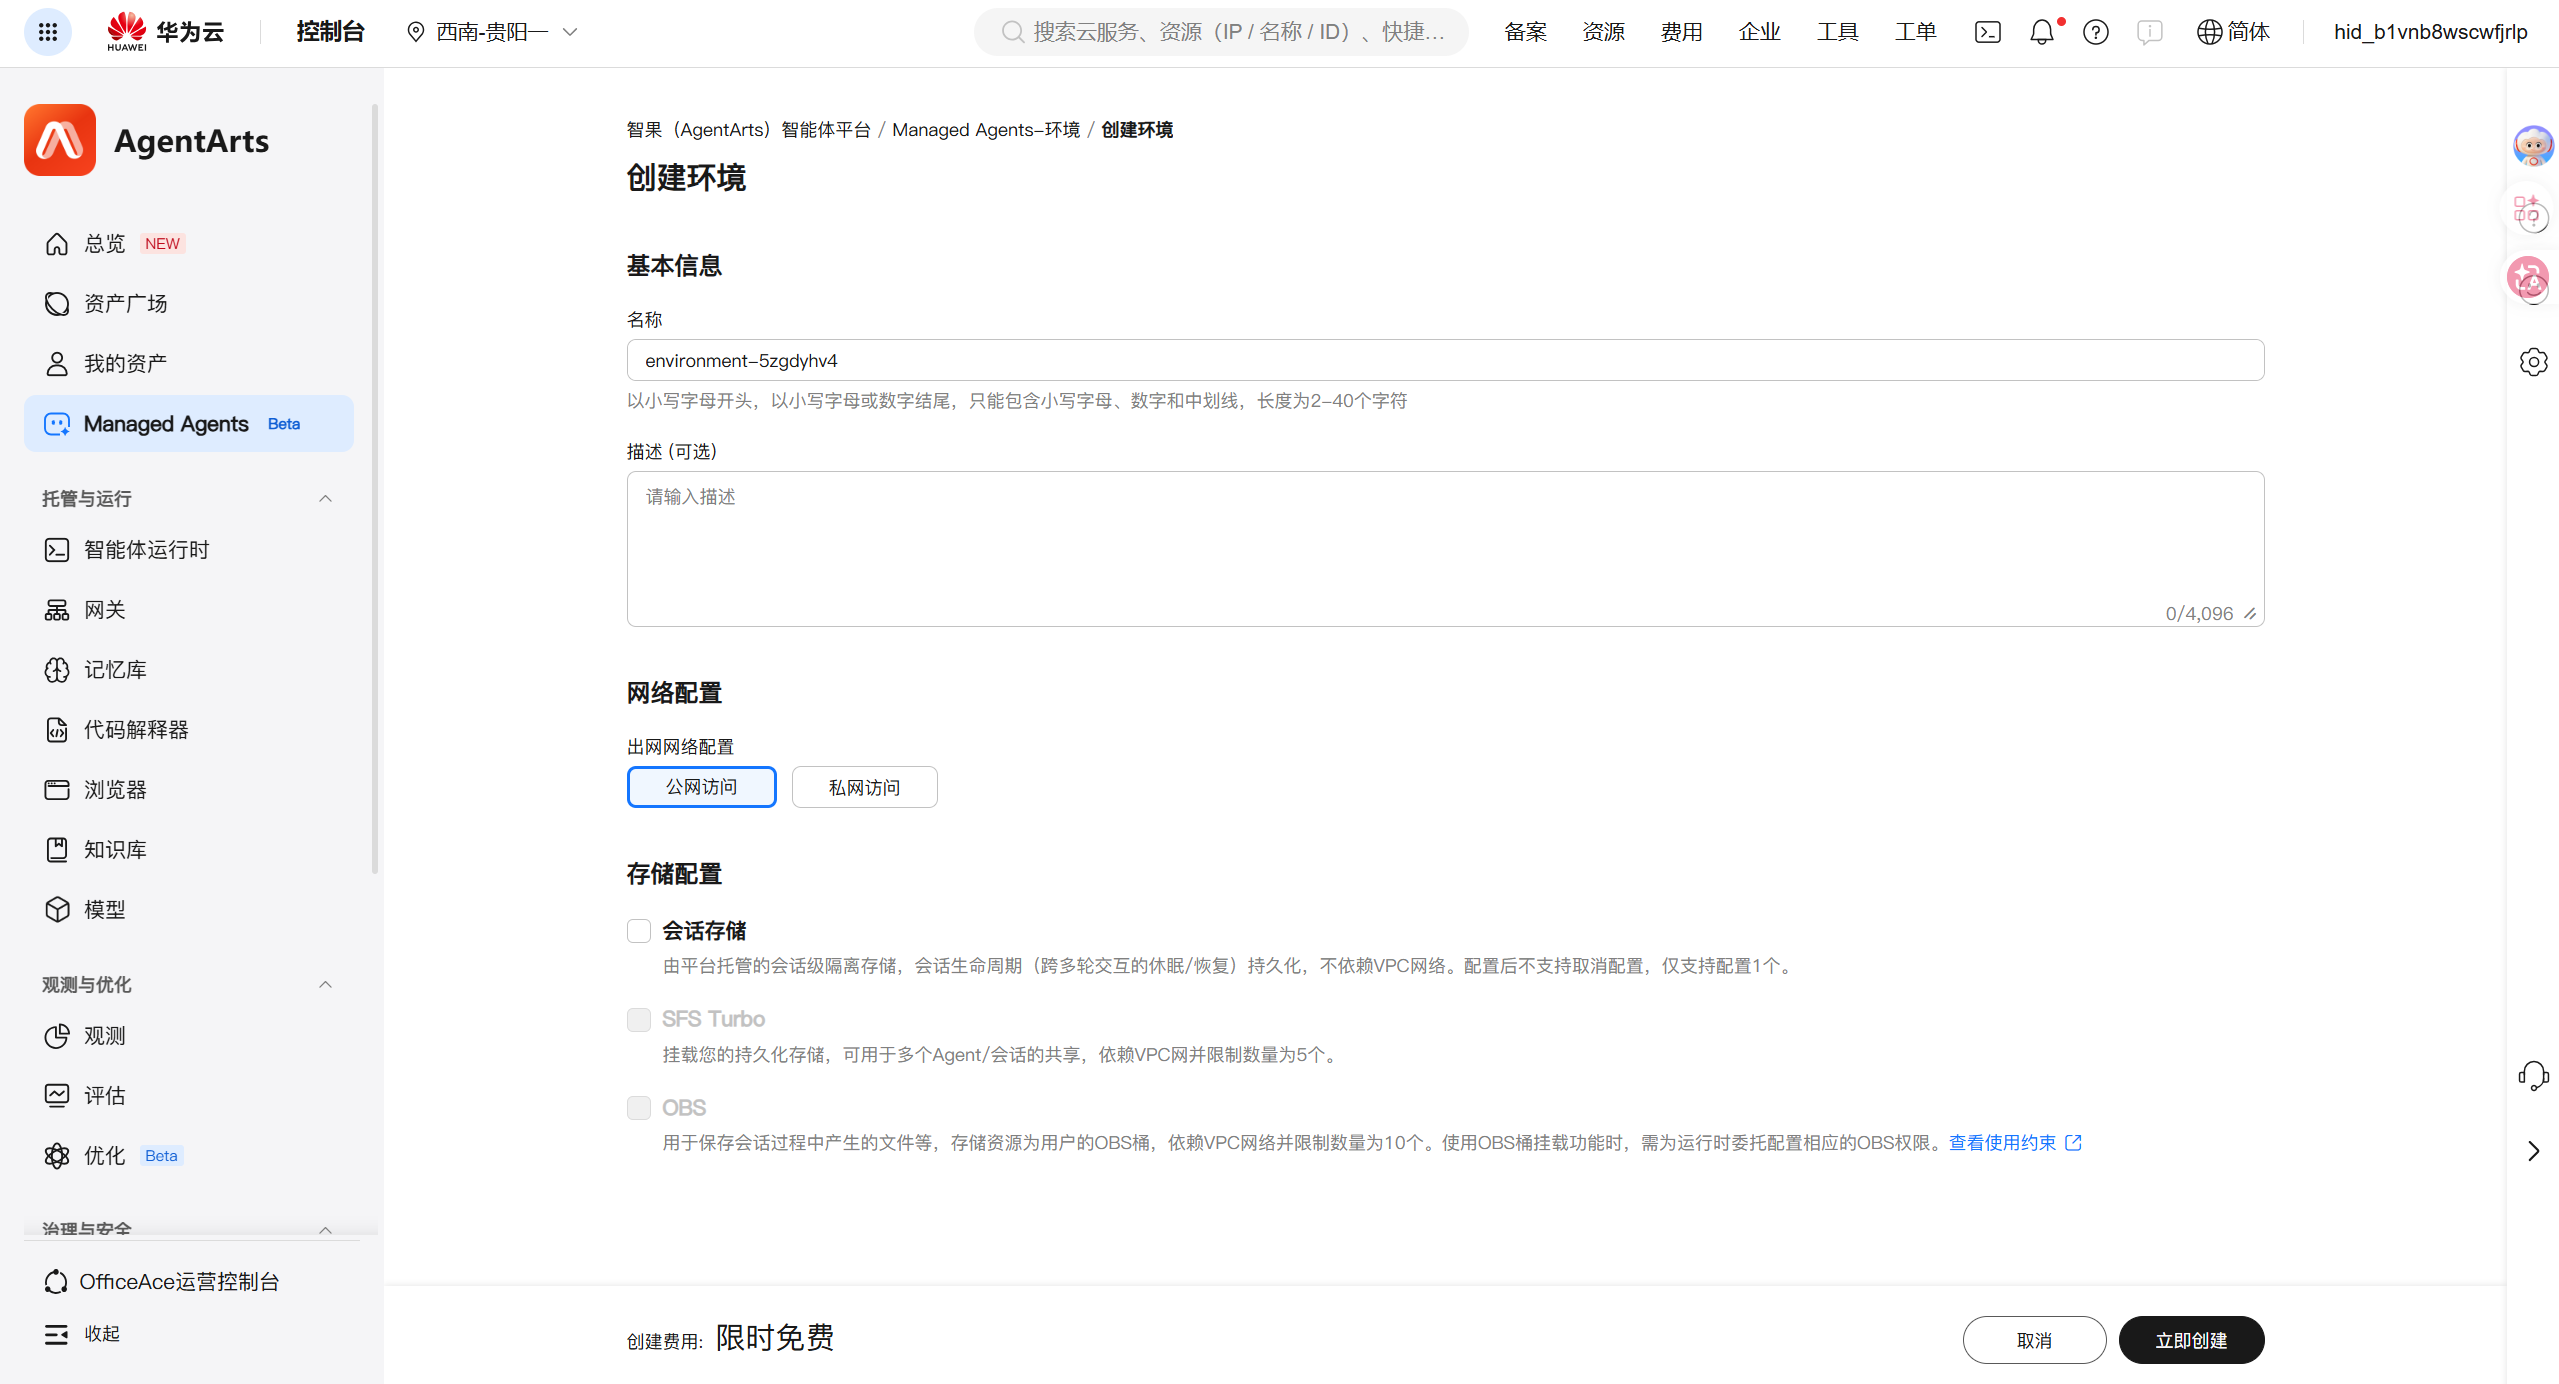 HUAWEI 华为云 控制台 西南-贵阳一 搜索云服务、资源（IP / 名称 / ID）、快捷... 备案 资源 费用 企业 工具 工单 简体 hid_b1vnb8wscwfjrlp
AgentArts
总览 NEW
资产广场
我的资产
Managed Agents Beta
托管与运行
智能体运行时
网关
记忆库
代码解释器
浏览器
知识库
模型
观测与优化
观测
评估
优化 Beta
治理与安全
OfficeAce运营控制台
收起
智果（AgentArts）智能体平台 / Managed Agents-环境 / 创建环境
创建环境
基本信息
名称
environment-5zgdyhv4
以小写字母开头，以小写字母或数字结尾，只能包含小写字母、数字和中划线，长度为2-40个字符
描述 (可选)
请输入描述
0/4,096
网络配置
出网网络配置
公网访问 私网访问
存储配置
会话存储
由平台托管的会话级隔离存储，会话生命周期（跨多轮交互的休眠/恢复）持久化，不依赖VPC网络。配置后不支持取消配置，仅支持配置1个。
SFS Turbo
挂载您的持久化存储，可用于多个Agent/会话的共享，依赖VPC网并限制数量为5个。
OBS
用于保存会话过程中产生的文件等，存储资源为用户的OBS桶，依赖VPC网络并限制数量为10个。使用OBS桶挂载功能时，需为运行时委托配置相应的OBS权限。查看使用约束
创建费用: 限时免费
取消 立即创建